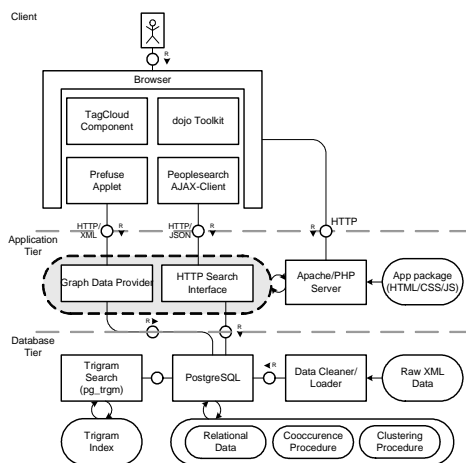 Client
R
Browser
TagCloud
Component
dojo Toolkit
Prefuse
Applet
Peoplesearch
AJAX-Client
HTTP/
XML
R
HTTP/
JSON
R
R
HTTP
Application
Tier
Graph Data Provider
HTTP Search
Interface
Apache/PHP
Server
App package
(HTML/CSS/JS)
R
R
Database
Tier
Trigram
Search
(pg_trgm)
PostgreSQL
R
Data Cleaner/
Loader
Raw XML
Data
Trigram
Index
Relational
Data
Cooccurence
Procedure
Clustering
Procedure